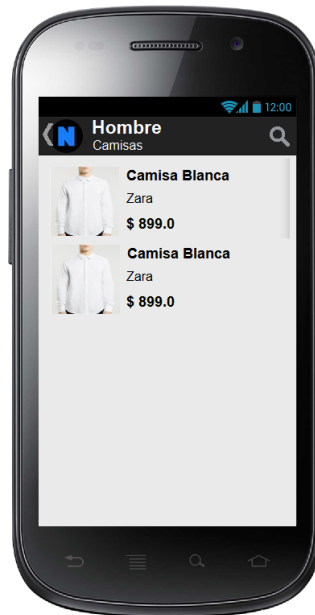 12:00
N
Hombre
Camisas
Camisa Blanca
Zara
$ 899.0
Camisa Blanca
Zara
$ 899.0